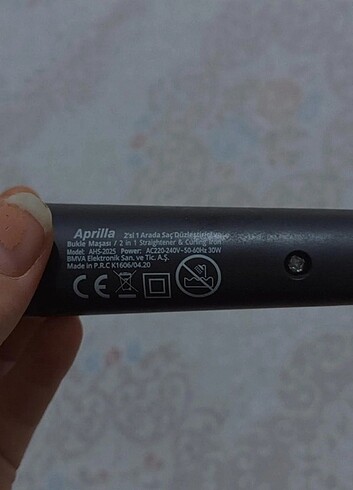 Aprilla 2'si 1 Arada Saç Düzleştirici ve
Bukle Maşası / 2 in 1 Straightener & Curling Iron
Model: AHS-2025 Power: AC220-240V~50-60Hz 30W
BMVA Elektronik San. ve Tic. A.Ş.
Made in P.R.C K1606/04.20
CE